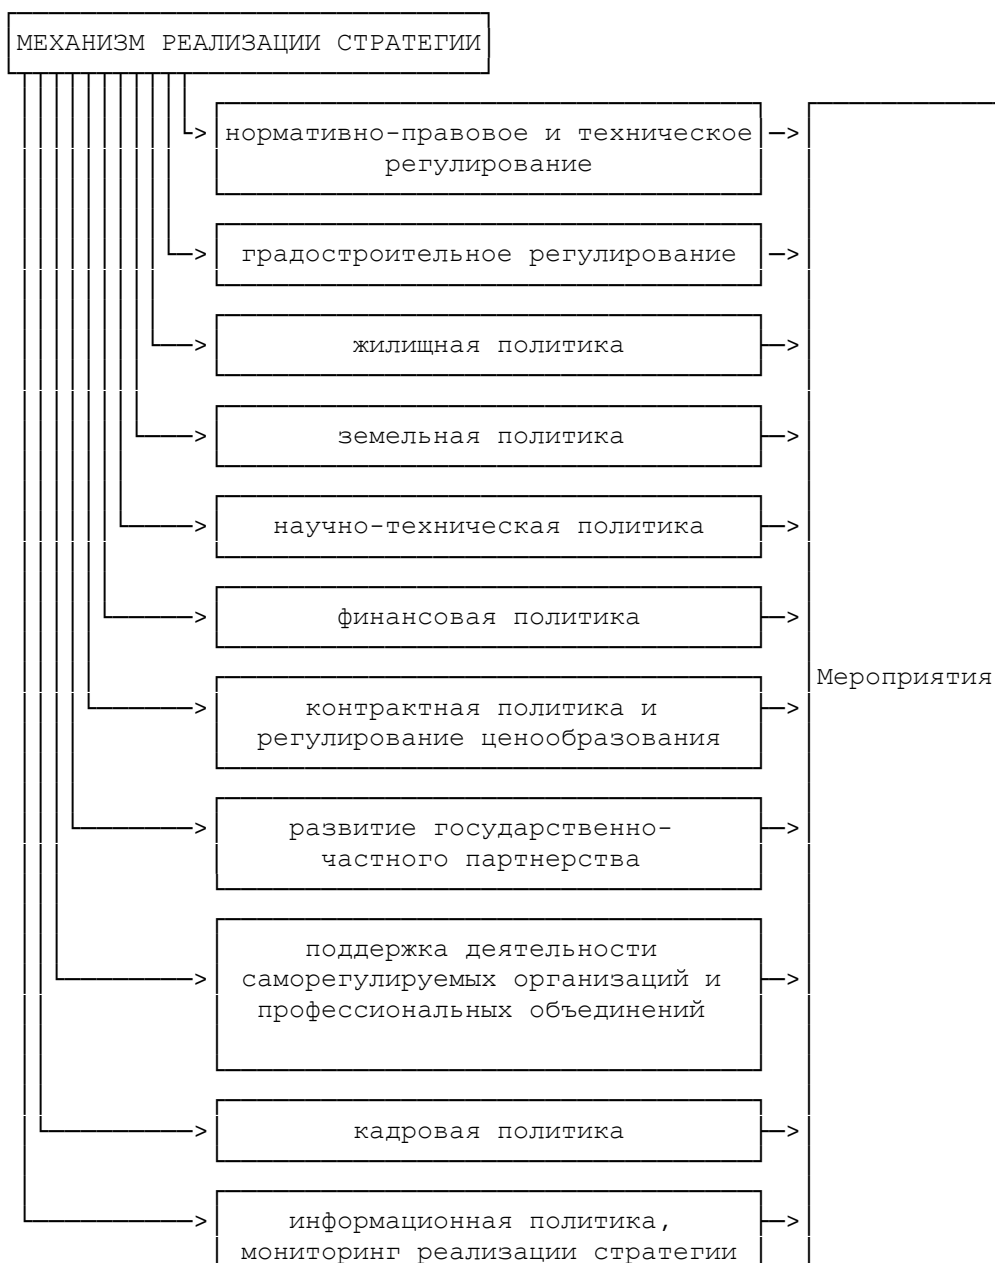 МЕХАНИЗМ РЕАЛИЗАЦИИ СТРАТЕГИИ
нормативно-правовое и техническое
регулирование
градостроительное регулирование
жилищная политика
земельная политика
научно-техническая политика
финансовая политика
Мероприятия
контрактная политика и
регулирование ценообразования
развитие государственно-
частного партнерства
поддержка деятельности
саморегулируемых организаций и
профессиональных объединений
кадровая политика
информационная политика,
мониторинг реализации стратегии